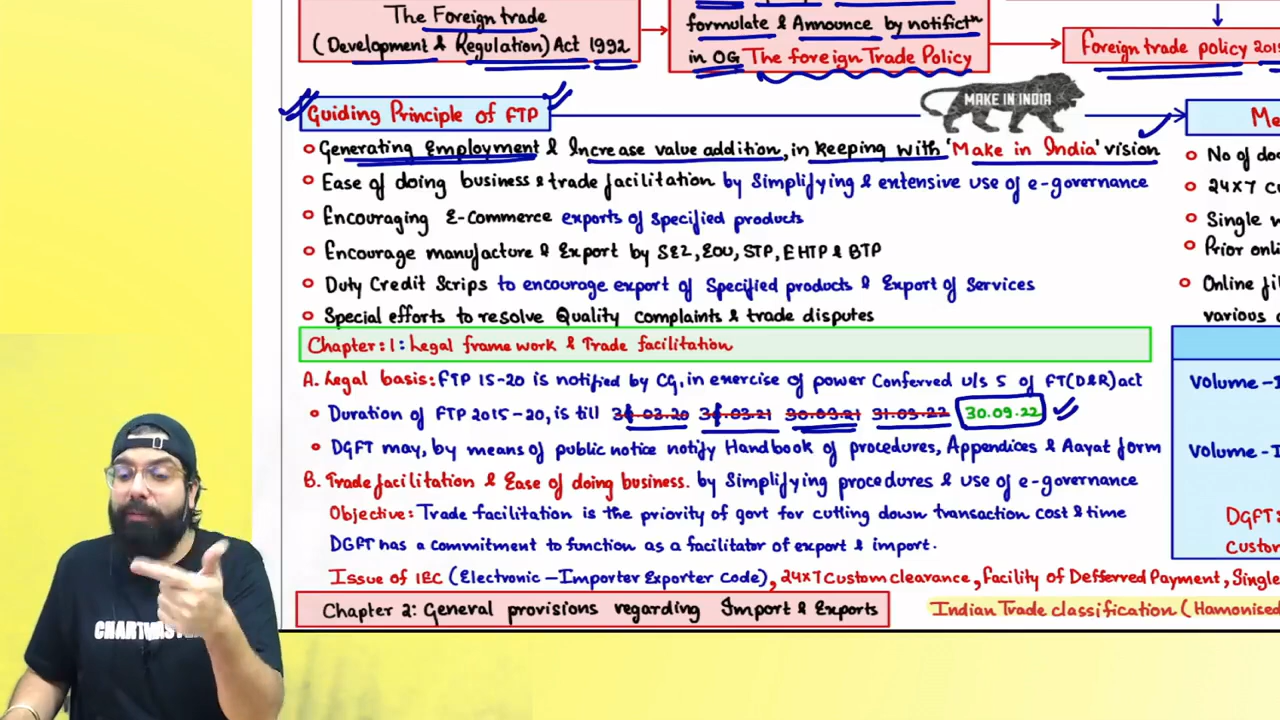 The Foreign trade
(Development & Regulation) Act 1992
formulate & Announce by notifictn
in OG The foreign Trade Policy
Foreign trade policy 201
Guiding Principle of FTP
MAKE IN INDIA
Me
Generating Employment & Increase value addition, in keeping with 'Make in India' vision
Ease of doing business & trade facilitation by Simplifying & extensive use of e-governance
Encouraging E-Commerce exports of specified products
Encourage manufacture & Export by SEZ, EOU, STP, EHTP & BTP
Duty Credit Scrips to encourage export of Specified products & Export of Services
Special efforts to resolve Quality complaints & trade disputes
No of do
24X7 Cu
Single w
Prior onli
Online fil
various
Chapter:1: Legal frame work & Trade facilitation
A. Legal basis: FTP 15-20 is notified by CG, in exercise of power Conferred u/s 5 of FT(D&R) act
Duration of FTP 2015-20, is till 31.03.20 31.03.21 30.09.21 31.03.22 30.09.22
DGFT may, by means of public notice notify Handbook of procedures, Appendices & Aayat form
B. Trade facilitation & Ease of doing business. by Simplifying procedures & use of e-governance
Objective: Trade facilitation is the priority of govt for cutting down transaction cost & time
DGFT has a commitment to function as a facilitator of export & import.
Issue of IEC (Electronic-Importer Exporter Code), 24X7 Custom clearance, Facility of Defferred Payment, Single
Volume-I
Volume-I
DGFT:
Custom
Chapter 2: General provisions regarding Import & Exports
Indian Trade classification (Hamonised